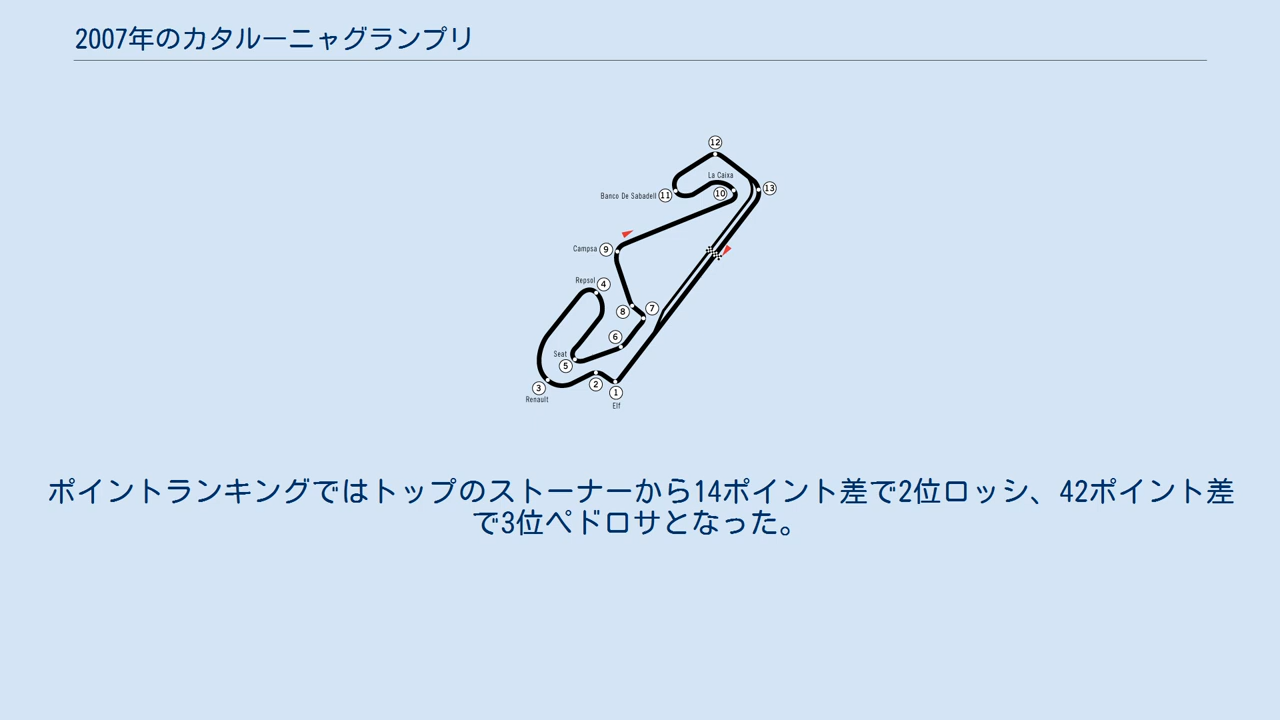 2007年のカタルーニャグランプリ
12
La Caixa
13
Banco De Sabadell 11
10
Campsa 9
Repsol 4
7
8
6
Seat
5
3
2
1
Renault
Elf
ポイントランキングではトップのストーナーから14ポイント差で2位ロッシ、42ポイント差
で3位ペドロサとなった。